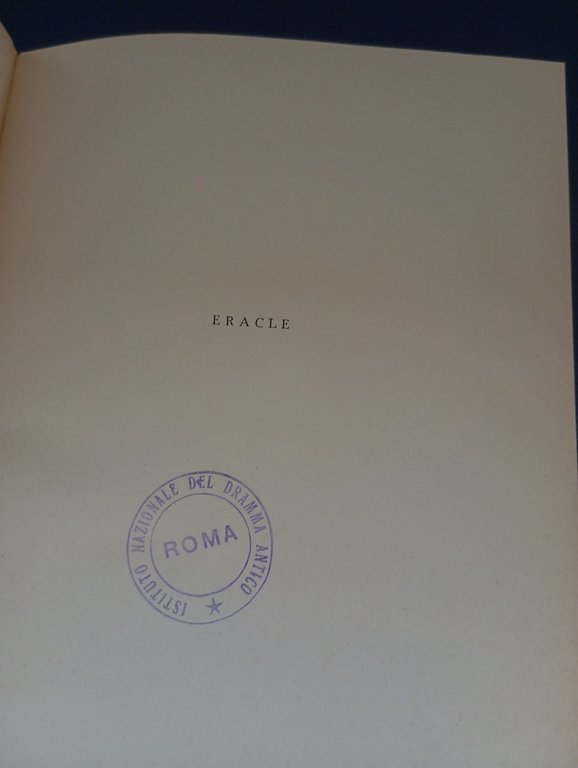 ERACLE
ISTITUTO NAZIONALE DEL DRAMMA ANTICO
ROMA